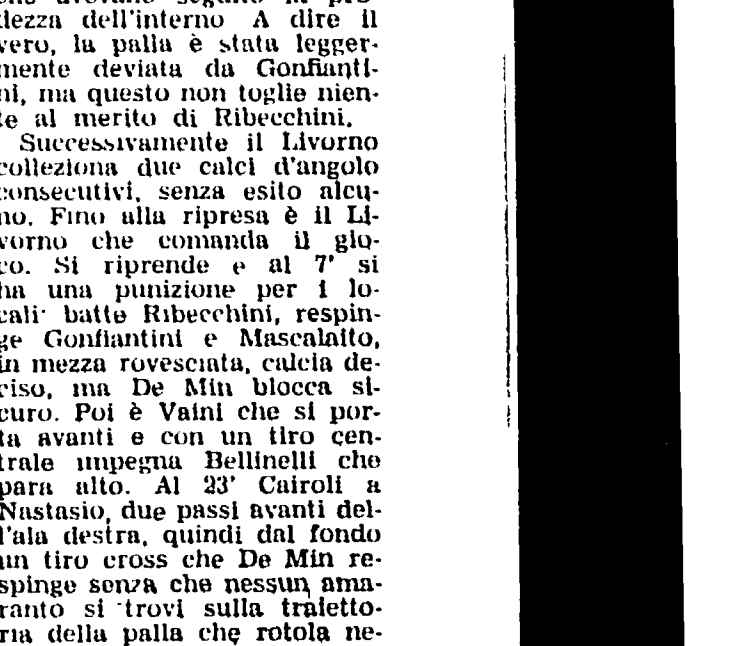 dezza dell'interno A dire il
vero, la palla è stata legger-
mente deviata da Gonfianti-
ni, ma questo non toglie nien-
te al merito di Ribecchini.
Successivamente il Livorno
colleziona due calci d'angolo
consecutivi, senza esito alcu-
no. Fino alla ripresa è il Li-
vorno che comanda il gio-
co. Si riprende e al 7' si
ha una punizione per i lo-
cali: batte Ribecchini, respin-
ge Gonfiantini e Mascalaito,
in mezza rovesciata, calcia de-
ciso, ma De Min blocca si-
curo. Poi è Vaini che si por-
ta avanti e con un tiro cen-
trale impegna Bellinelli che
para alto. Al 23' Cairoli a
Nastasio, due passi avanti del-
l'ala destra, quindi dal fondo
un tiro cross che De Min re-
spinge senza che nessun ama-
ranto si trovi sulla traietto-
ria della palla che rotola ne-